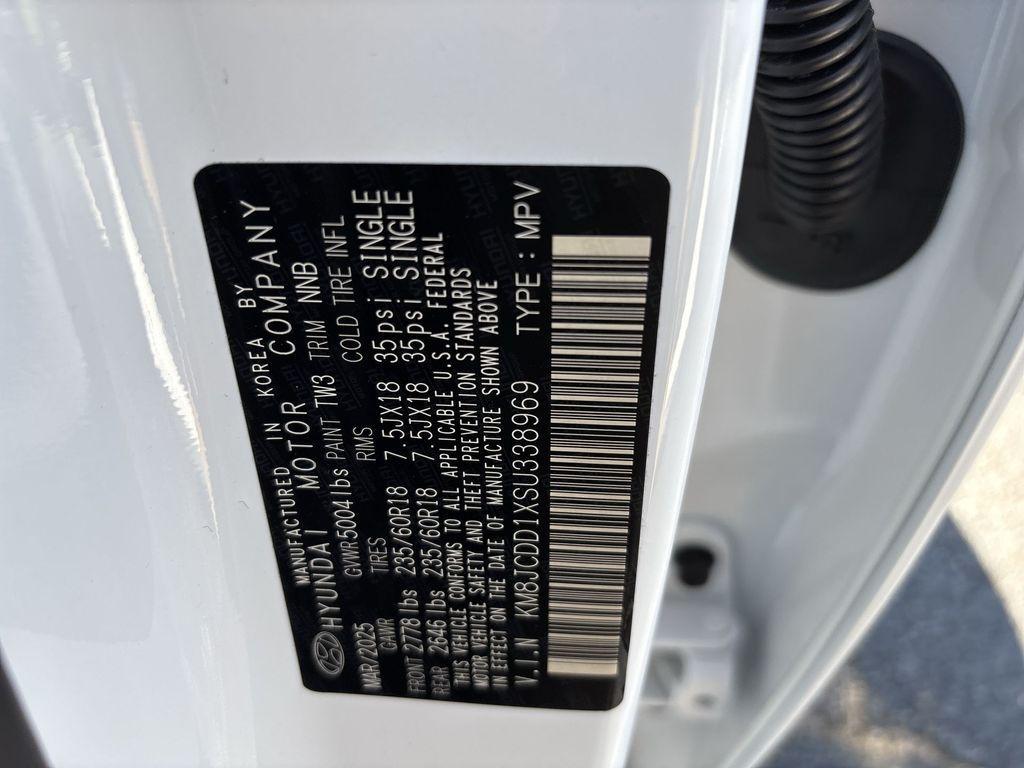 MANUFACTURED IN KOREA BY
HYUNDAI MOTOR COMPANY
MAR/2025 GVWR 5004 lbs PAINT TW3 TRIM NNB
GAWR TIRES RIMS COLD TIRE INFL
FRONT 2778 lbs 235/60R18 7.5JX18 35psi SINGLE
REAR 2646 lbs 235/60R18 7.5JX18 35psi SINGLE
THIS VEHICLE CONFORMS TO ALL APPLICABLE U.S.A. FEDERAL
MOTOR VEHICLE SAFETY AND THEFT PREVENTION STANDARDS
IN EFFECT ON THE DATE OF MANUFACTURE SHOWN ABOVE
V.I.N KM8JCDD1XSU338969 TYPE : MPV